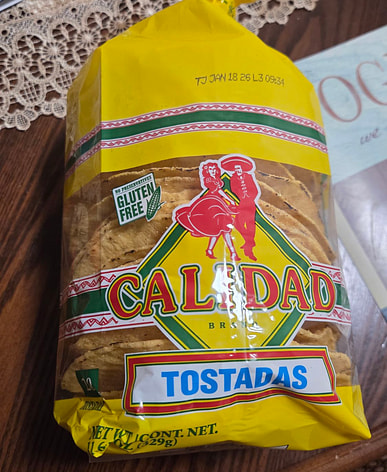 TJ JAN 18 26 L3 09:34
NO PRESERVATIVES
GLUTEN
FREE
CALIDAD
BRAND
TOSTADAS
NET WT./CONT. NET.